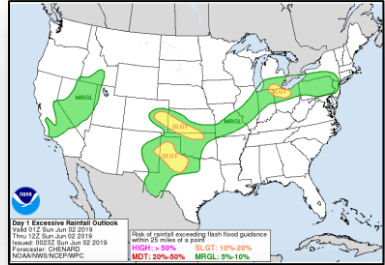 MRGL
SLGT
MRGL
SLGT
SLGT
noaa
Day 1 Excessive Rainfall Outlook
Valid 01Z Sun Jun 02 2019
Thru 12Z Sun Jun 02 2019
Issued: 0023Z Sun Jun 02 2019
Forecaster: CHENARD
NOAA/NWS/NCEP/WPC
Risk of rainfall exceeding flash flood guidance
within 25 miles of a point
HIGH: > 50% SLGT: 10%-20%
MDT: 20%-50% MRGL: 5%-10%